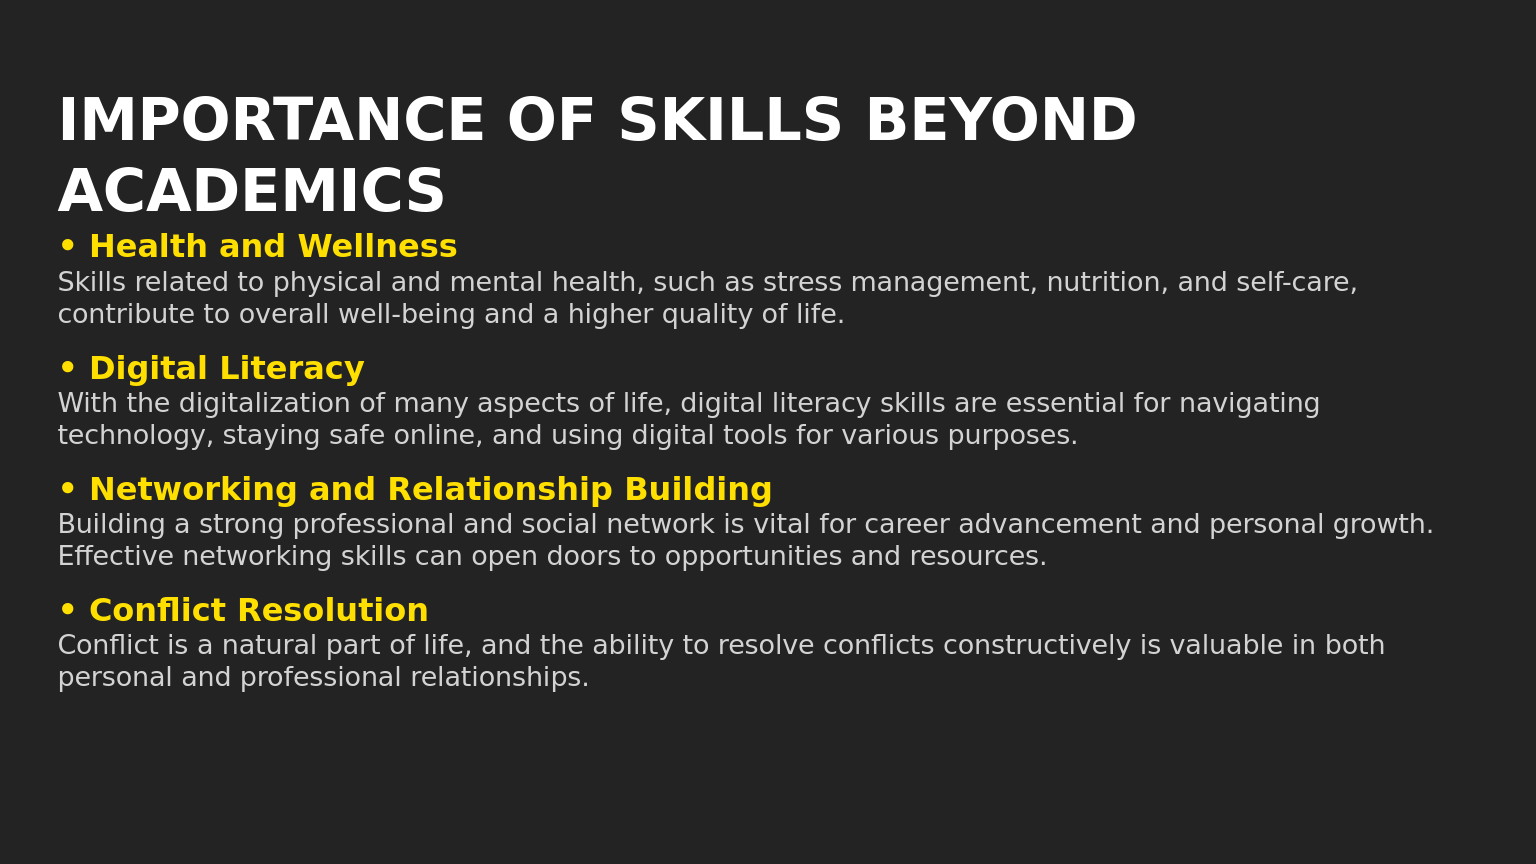 IMPORTANCE OF SKILLS BEYOND
ACADEMICS
• Health and Wellness
Skills related to physical and mental health, such as stress management, nutrition, and self-care,
contribute to overall well-being and a higher quality of life.
• Digital Literacy
With the digitalization of many aspects of life, digital literacy skills are essential for navigating
technology, staying safe online, and using digital tools for various purposes.
• Networking and Relationship Building
Building a strong professional and social network is vital for career advancement and personal growth.
Effective networking skills can open doors to opportunities and resources.
• Conflict Resolution
Conflict is a natural part of life, and the ability to resolve conflicts constructively is valuable in both
personal and professional relationships.